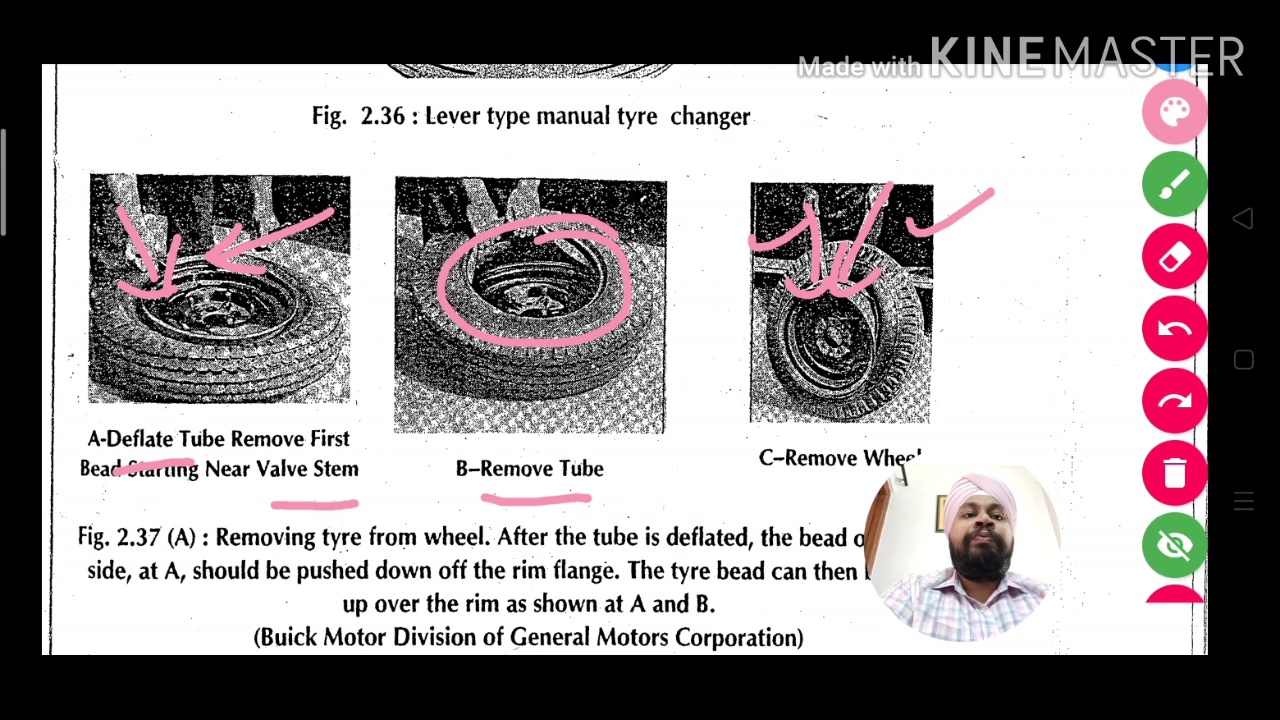 Made with KINEMASTER
Fig. 2.36 : Lever type manual tyre changer
A-Deflate Tube Remove First
Bead Starting Near Valve Stem
B–Remove Tube
C–Remove Wheel
Fig. 2.37 (A) : Removing tyre from wheel. After the tube is deflated, the bead
side, at A, should be pushed down off the rim flange. The tyre bead can then
up over the rim as shown at A and B.
(Buick Motor Division of General Motors Corporation)